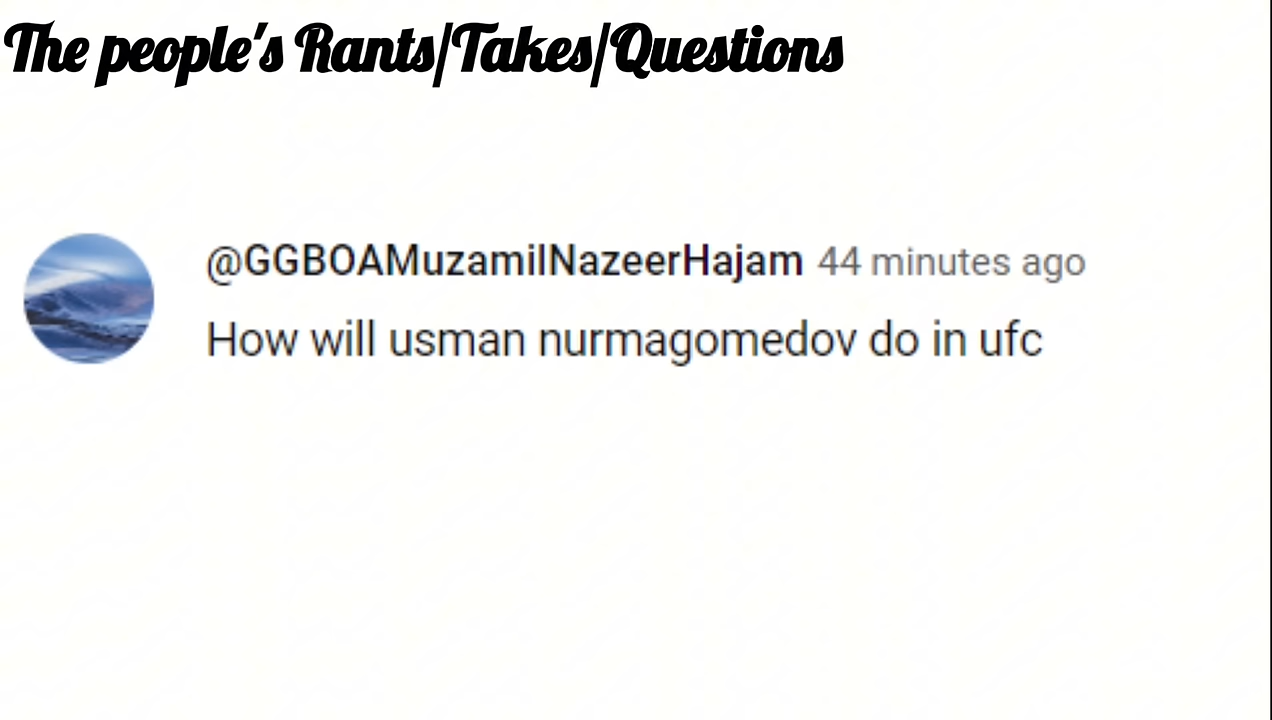 The people's Rants/Takes/Questions
@GGBOAMuzamilNazeerHajam 44 minutes ago
How will usman nurmagomedov do in ufc